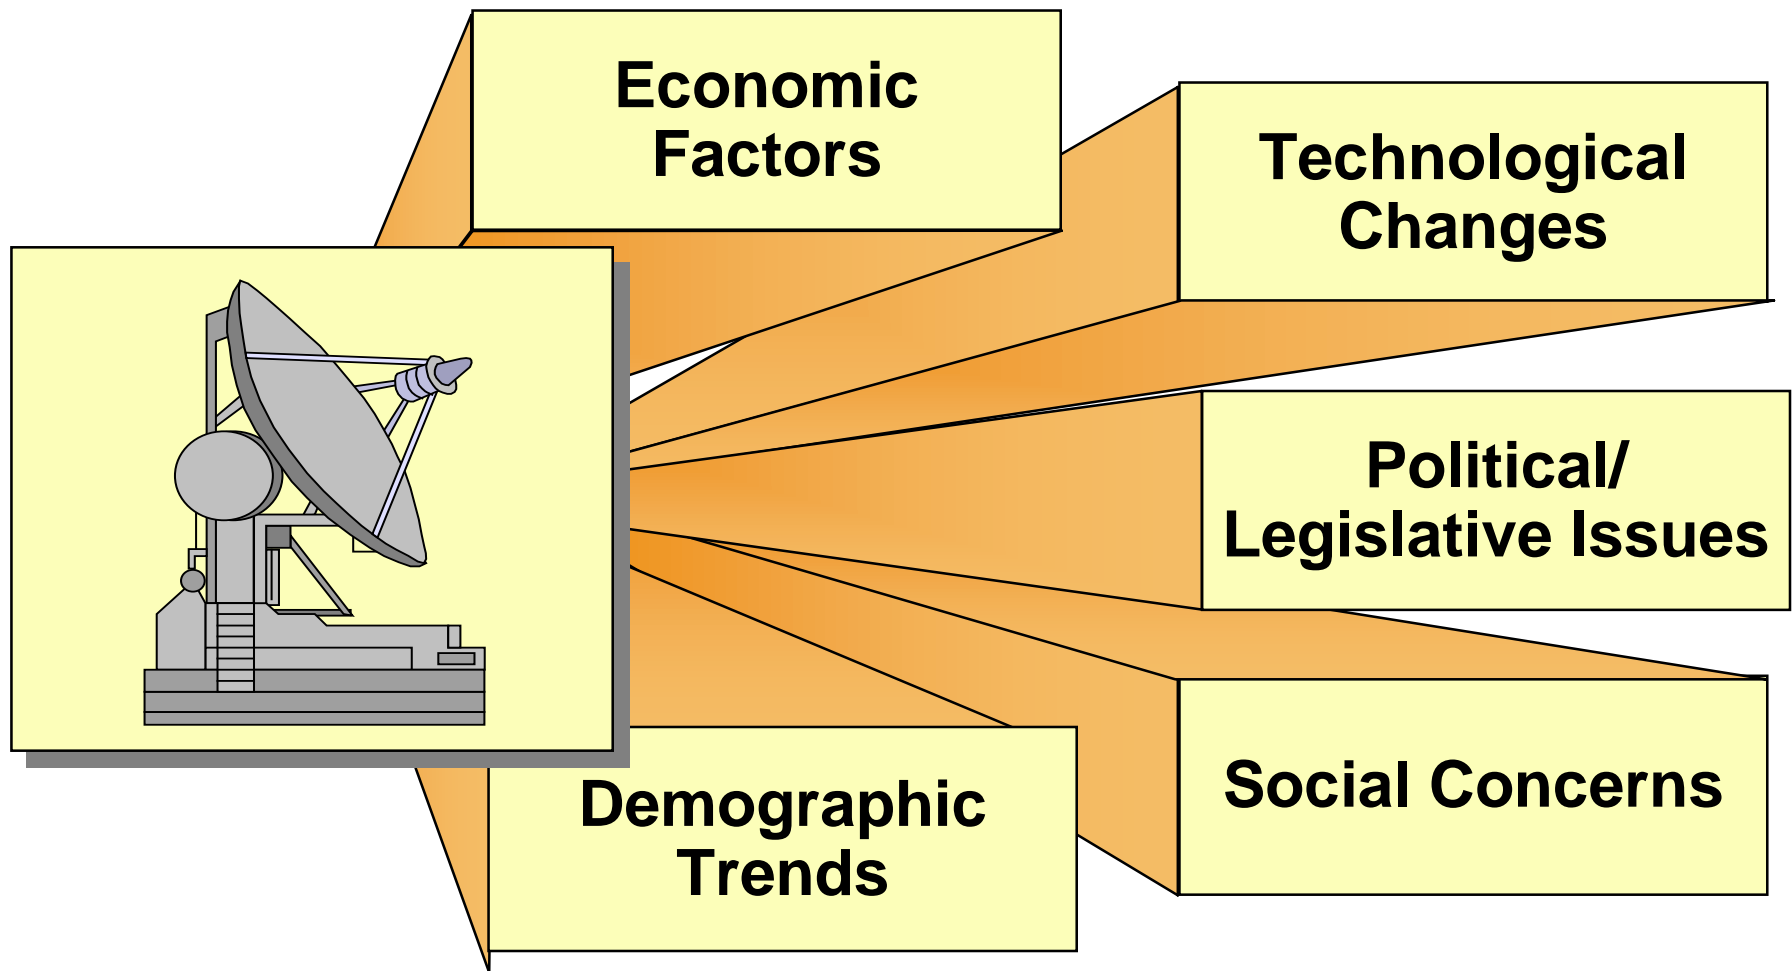 Economic
Factors
Technological
Changes
Political/
Legislative Issues
Social Concerns
Demographic
Trends